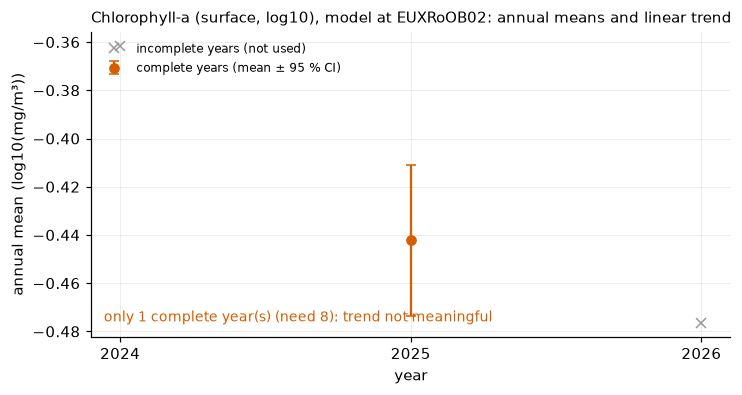 Chlorophyll-a (surface, log10), model at EUXRoOB02: annual means and linear trend
incomplete years (not used)
complete years (mean ± 95 % CI)
annual mean (log10(mg/m³))
−0.36
−0.38
−0.40
−0.42
−0.44
−0.46
−0.48
only 1 complete year(s) (need 8): trend not meaningful
2024
2025
2026
year